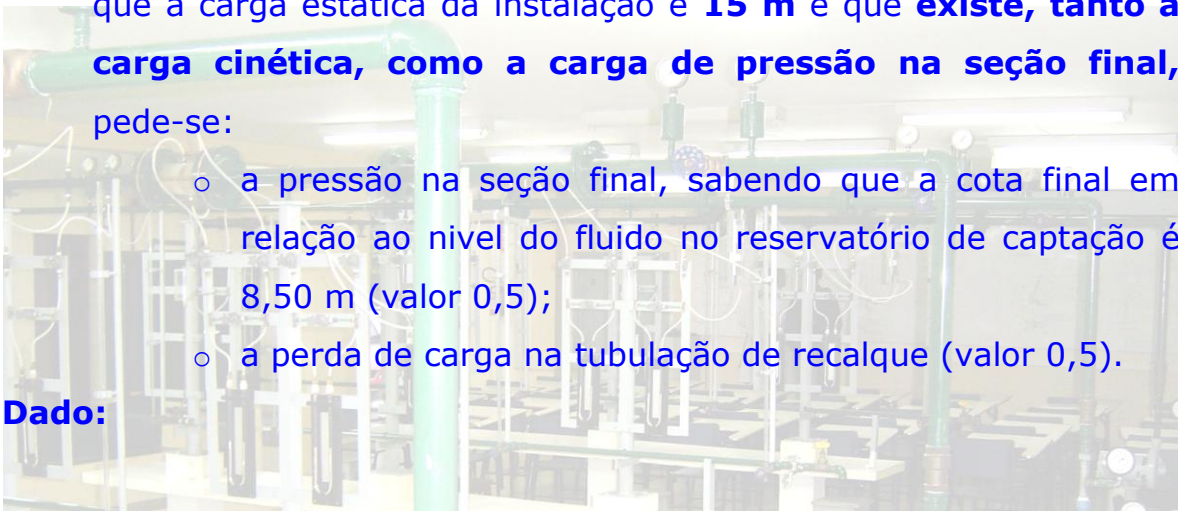 que a carga estática da instalação é 15 m e que existe, tanto a
carga cinética, como a carga de pressão na seção final,
pede-se:
o a pressão na seção final, sabendo que a cota final em
relação ao nivel do fluido no reservatório de captação é
8,50 m (valor 0,5);
o a perda de carga na tubulação de recalque (valor 0,5).
Dado: